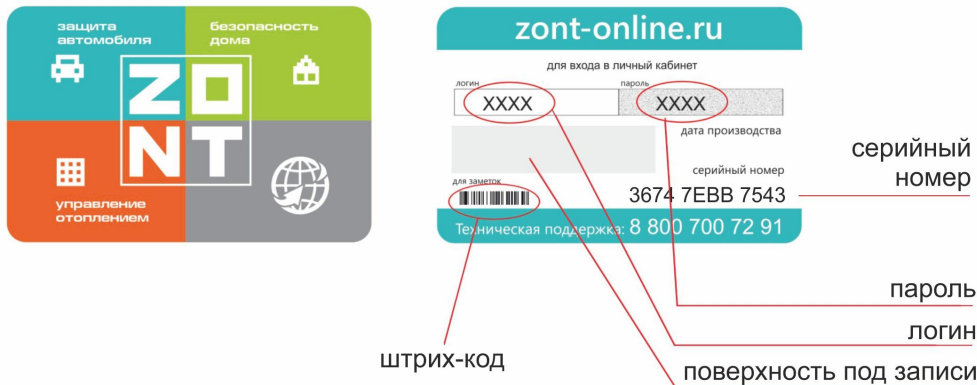 защита
автомобиля
безопасность
дома
ZONT
управление
отоплением
zont-online.ru
для входа в личный кабинет
логин
пароль
XXXX
XXXX
дата производства
серийный номер
для заметок
3674 7EBB 7543
Техническая поддержка: 8 800 700 72 91
серийный
номер
пароль
логин
штрих-код
поверхность под записи